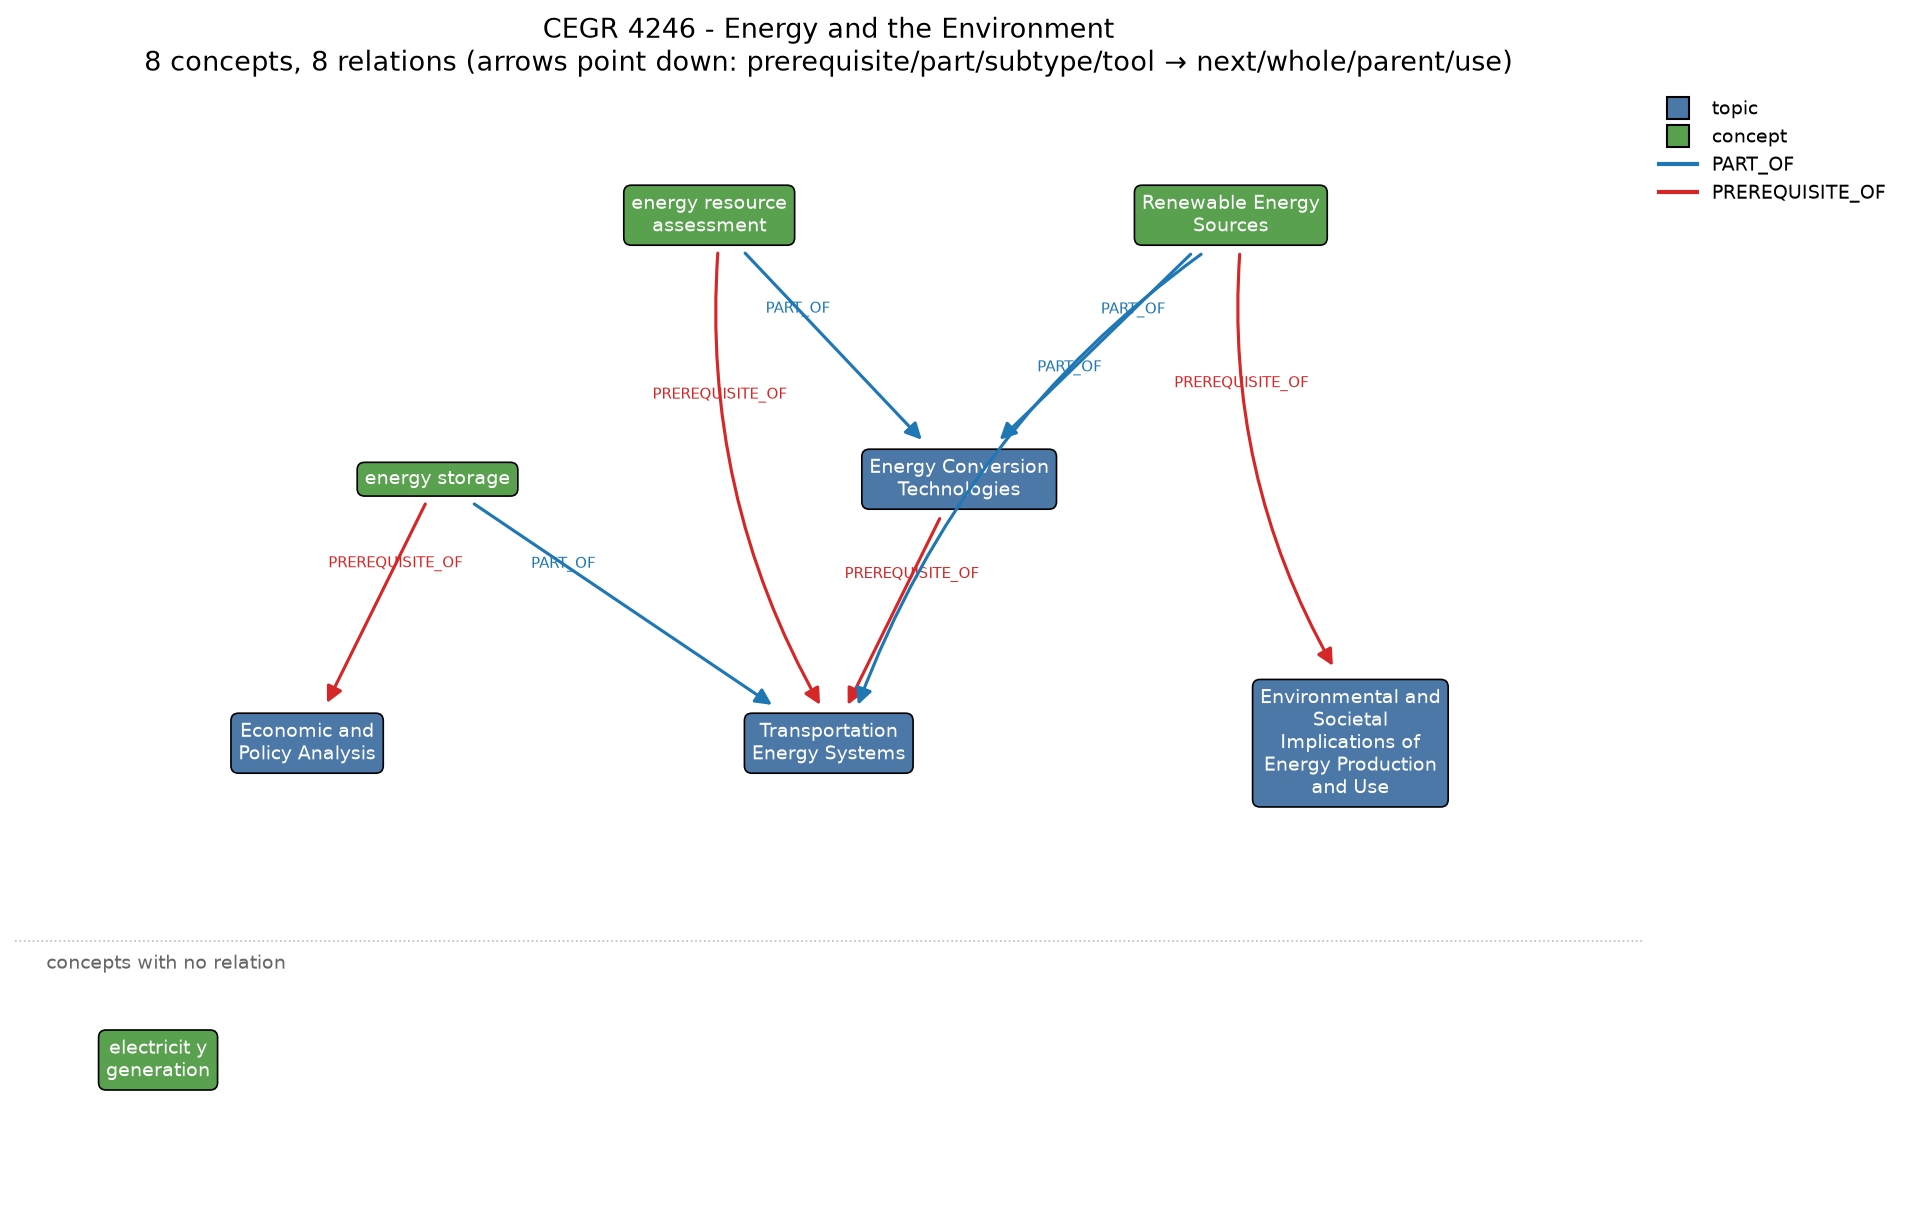 CEGR 4246 - Energy and the Environment
8 concepts, 8 relations (arrows point down: prerequisite/part/subtype/tool → next/whole/parent/use)
topic
concept
PART_OF
PREREQUISITE_OF
energy resource
assessment
Renewable Energy
Sources
PART_OF
PART_OF
PART_OF
PREREQUISITE_OF
PREREQUISITE_OF
energy storage
Energy Conversion
Technologies
PREREQUISITE_OF
PART_OF
PREREQUISITE_OF
Economic and
Policy Analysis
Transportation
Energy Systems
Environmental and
Societal
Implications of
Energy Production
and Use
concepts with no relation
electricit y
generation